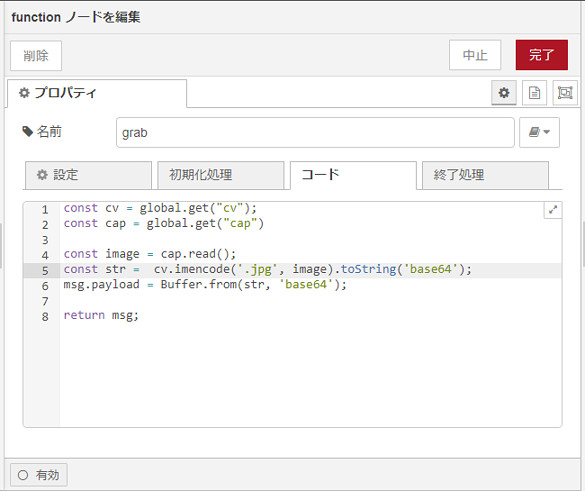 function ノードを編集
削除
中止
完了
プロパティ
名前
grab
設定
初期化処理
コード
終了処理
1 const cv = global.get("cv");
2 const cap = global.get("cap")
3
4 const image = cap.read();
5 const str =  cv.imencode('.jpg', image).toString('base64');
6 msg.payload = Buffer.from(str, 'base64');
7
8 return msg;
有効